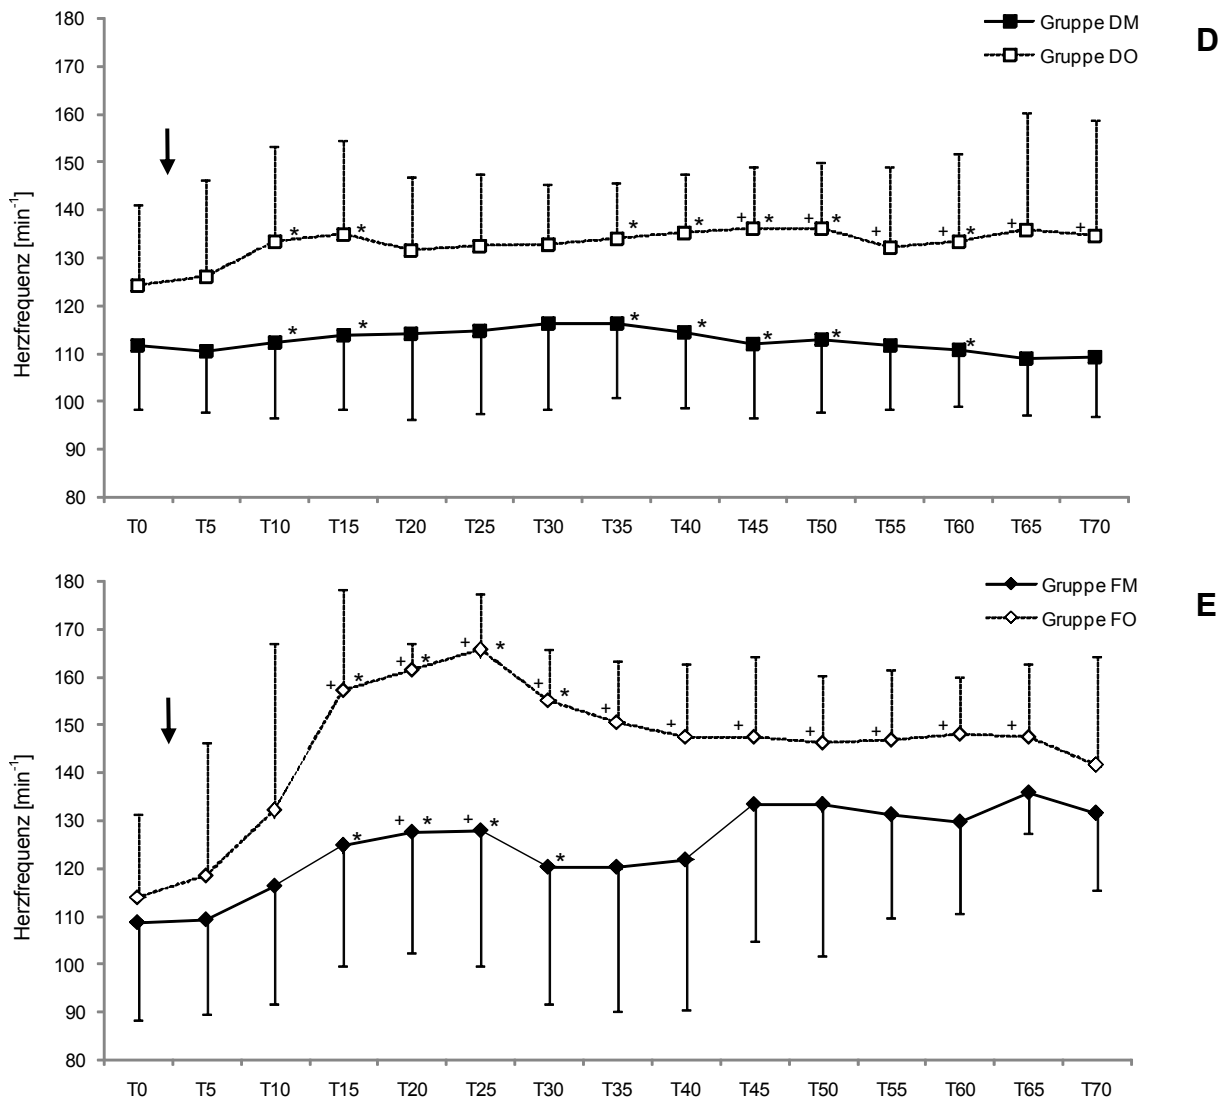 180
170
160
150
140
130
120
110
100
90
80
Herzfrequenz [min⁻¹]
Gruppe DM
Gruppe DO
D
+ + + + + +
* * * * * * * *
* * * * * * * *
T0 T5 T10 T15 T20 T25 T30 T35 T40 T45 T50 T55 T60 T65 T70
180
170
160
150
140
130
120
110
100
90
80
Herzfrequenz [min⁻¹]
Gruppe FM
Gruppe FO
E
+ + + + + + + + + + +
* * * *
+ +
* * * *
T0 T5 T10 T15 T20 T25 T30 T35 T40 T45 T50 T55 T60 T65 T70